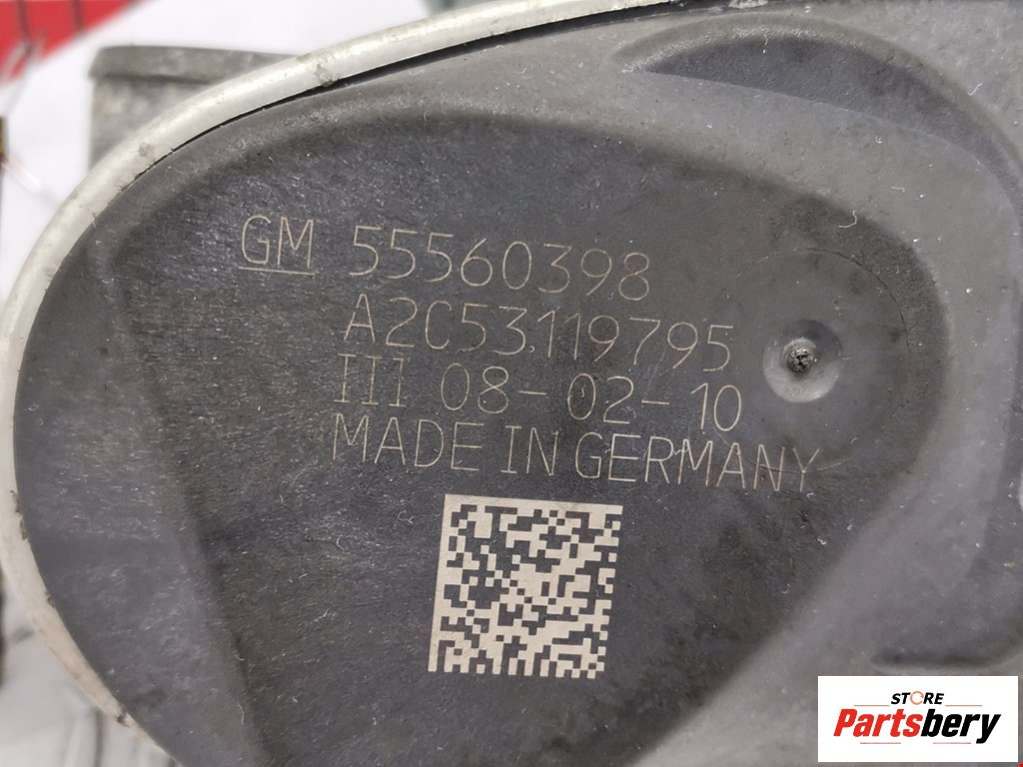 GM 55560398
A2C53119795
III 08-02-10
MADE IN GERMANY
STORE
Partsbery